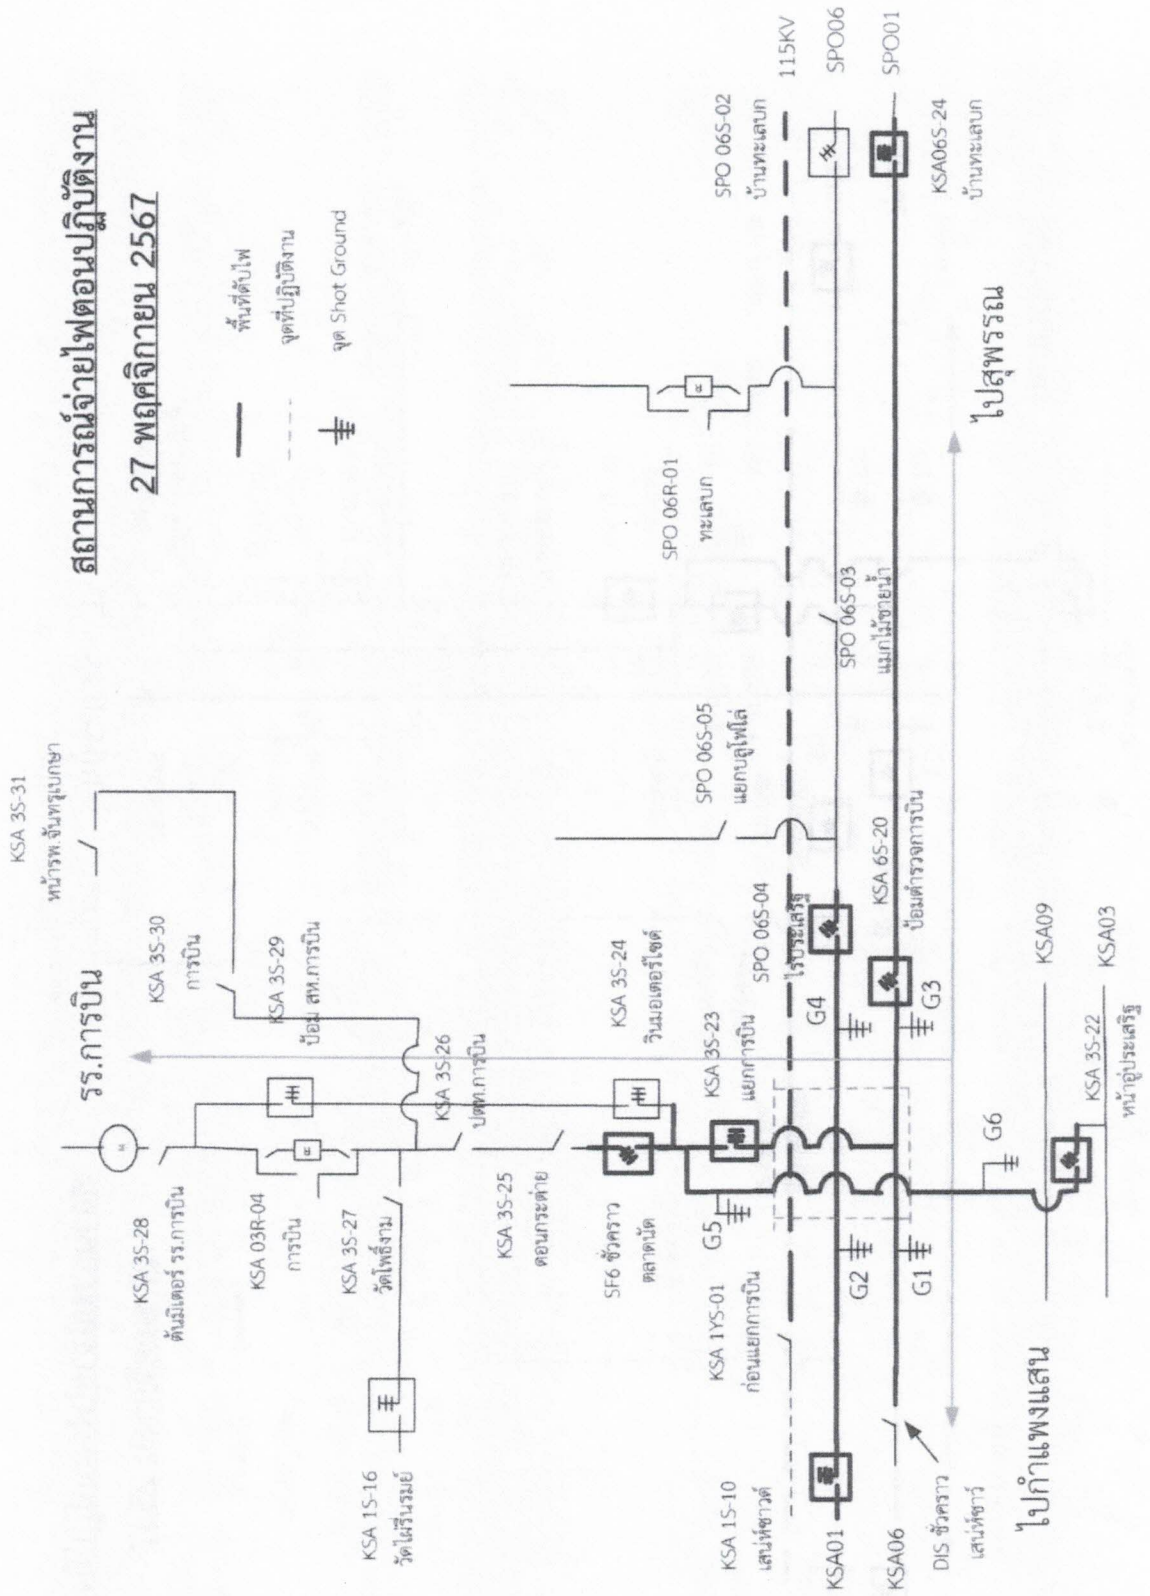 สถานการณ์จ่ายไฟตอนปฏิบัติงาน
27 พฤศจิกายน 2567
พื้นที่ดับไฟ
จุดที่ปฏิบัติงาน
จุด Shot Ground
KSA 3S-31
หน้ารพ.จันทรุเบกษา
รร.การบิน
KSA 3S-30
การบิน
KSA 3S-29
ป้อม สห.การบิน
KSA 3S-28
ต้นมิเตอร์ รร.การบิน
KSA 03R-04
การบิน
KSA 3S-27
วัดโพธิ์งาม
KSA 3S-26
ปตท.การบิน
KSA 1S-16
วัดไผ่รื่นรมย์
KSA 3S-25
ดอนกระต่าย
SF6 ชั่วคราว
ตลาดนัด
KSA 3S-24
วินมอเตอร์ไซค์
KSA 3S-23
แยกการบิน
SPO 06S-05
แยกบลูโฟโล่
SPO 06R-01
ทะเลบก
SPO 06S-02
บ้านทะเลบก
115KV
SPO06
SPO01
KSA06S-24
บ้านทะเลบก
SPO 06S-03
แมกไม้ชายน้ำ
SPO 06S-04
ไร่ประเสริฐ
KSA 6S-20
ป้อมตำรวจการบิน
G4
G3
G5
G2
G1
G6
KSA 1YS-01
ก่อนแยกการบิน
KSA 1S-10
เสน่ห์ซาวด์
KSA01
KSA06
DIS ชั่วคราว
เสน่ห์ซาว์
ไปกำแพงแสน
ไปสุพรรณ
KSA09
KSA03
KSA 3S-22
หน้าอู่ประเสริฐ